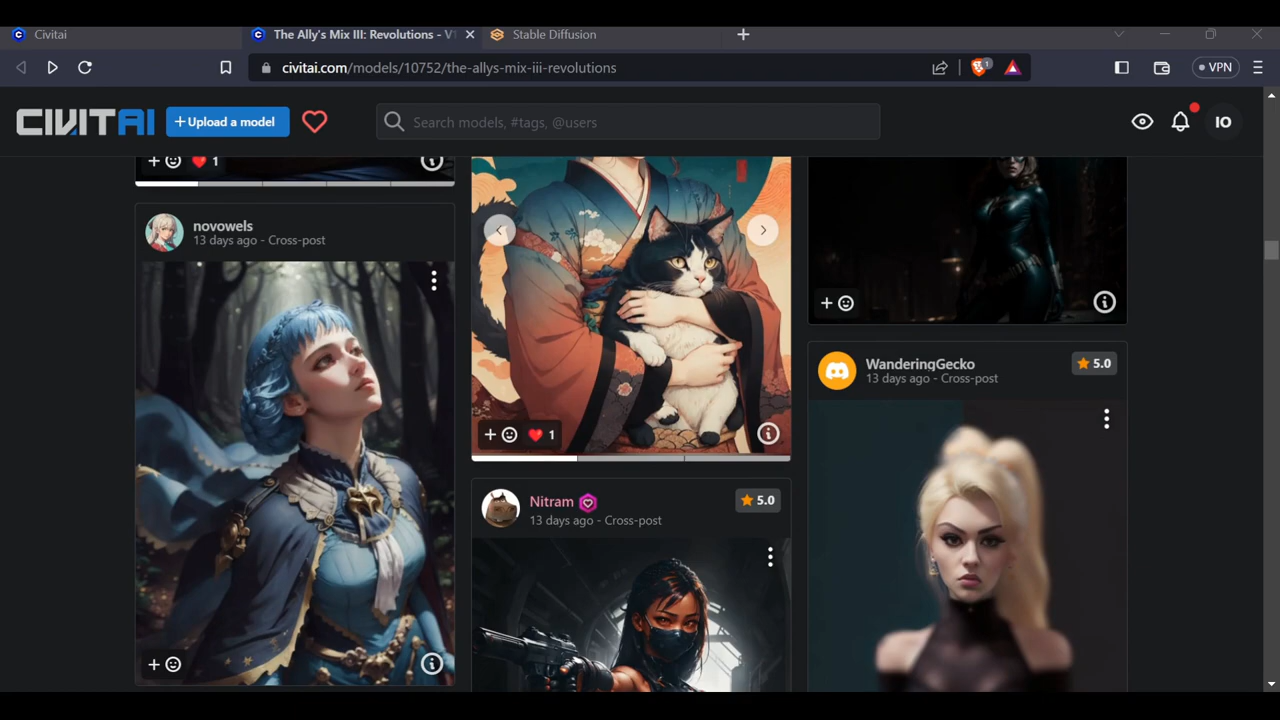 Civitai
The Ally's Mix III: Revolutions - V1
Stable Diffusion
civitai.com/models/10752/the-allys-mix-iii-revolutions
1
VPN
CIVITAI
+ Upload a model
Search models, #tags, @users
IO
1
novowels
13 days ago - Cross-post
1
Nitram
5.0
13 days ago - Cross-post
WanderingGecko
5.0
13 days ago - Cross-post